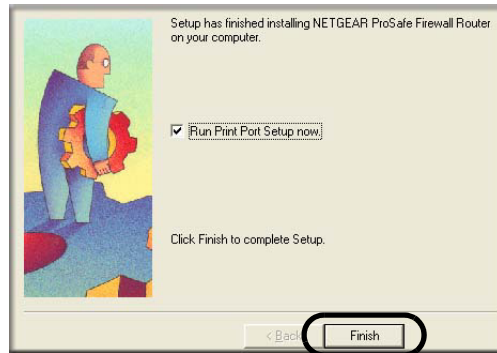 Setup has finished installing NETGEAR ProSafe Firewall Router
on your computer.
Run Print Port Setup now.
Click Finish to complete Setup.
< Back
Finish